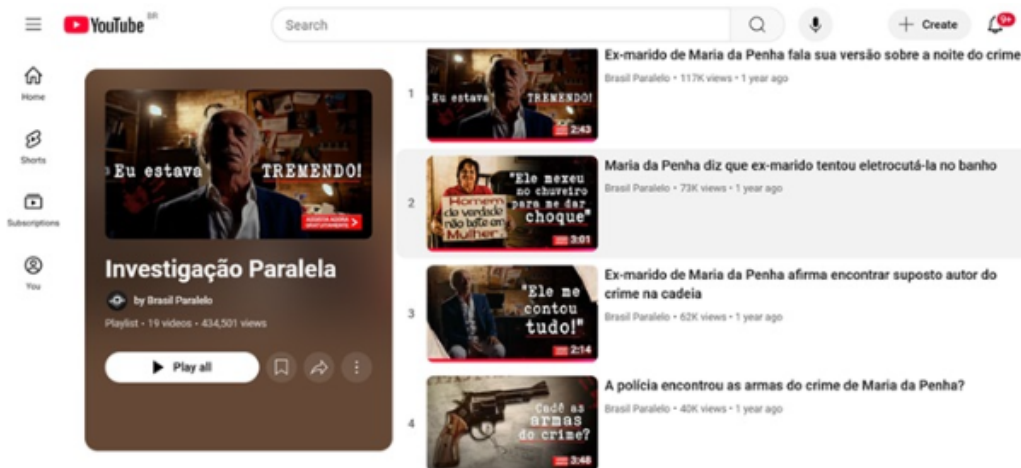 YouTube BR
Search
Create
9+
Home
Shorts
Subscriptions
You
Eu estava TREMENDO!
ASSISTA AGORA
GRATUITAMENTE
Investigação Paralela
by Brasil Paralelo
Playlist • 19 videos • 434,501 views
Play all
1
Eu estava TREMENDO!
2:43
Ex-marido de Maria da Penha fala sua versão sobre a noite do crime
Brasil Paralelo • 117K views • 1 year ago
2
Homem
de verdade
não bate em
Mulher.
"Ele mexeu
no chuveiro
para me dar
choque"
3:01
Maria da Penha diz que ex-marido tentou eletrocutá-la no banho
Brasil Paralelo • 73K views • 1 year ago
3
"Ele me
contou
tudo!"
2:14
Ex-marido de Maria da Penha afirma encontrar suposto autor do
crime na cadeia
Brasil Paralelo • 62K views • 1 year ago
4
Cadê as
armas
do crime?
3:48
A polícia encontrou as armas do crime de Maria da Penha?
Brasil Paralelo • 40K views • 1 year ago